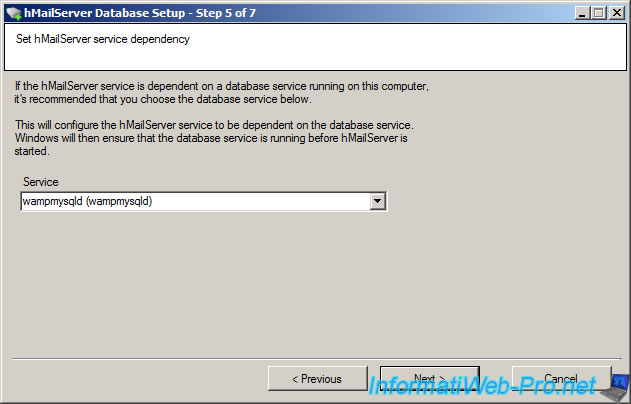 hMailServer Database Setup - Step 5 of 7
Set hMailServer service dependency
If the hMailServer service is dependent on a database service running on this computer,
it's recommended that you choose the database service below.
This will configure the hMailServer service to be dependent on the database service.
Windows will then ensure that the database service is running before hMailServer is
started.
Service
wampmysqld (wampmysqld)
< Previous
Next >
Cancel
InformatiWeb-Pro.net